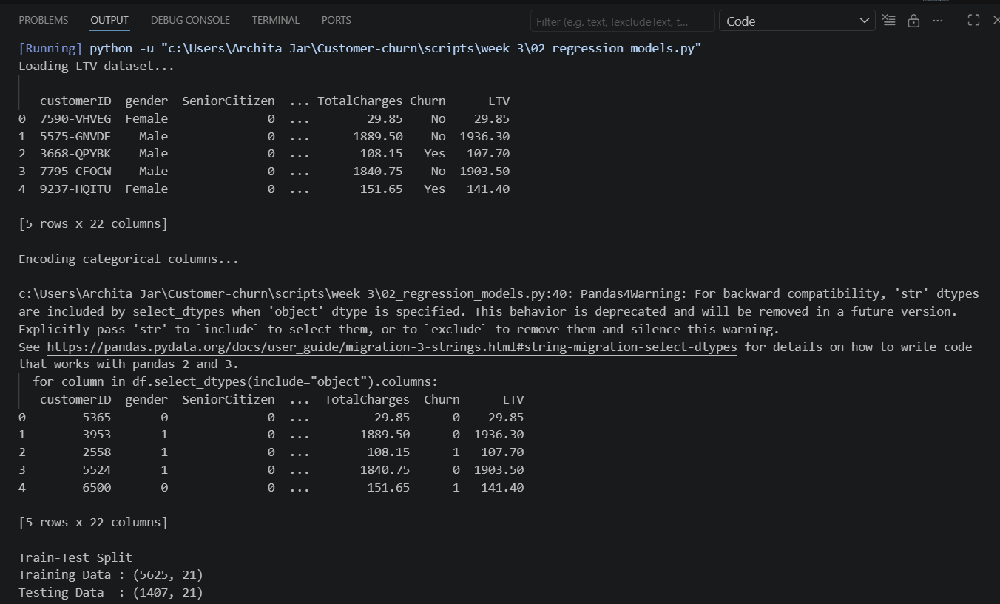 PROBLEMS OUTPUT DEBUG CONSOLE TERMINAL PORTS Filter (e.g. text, !excludeText, t... Code
[Running] python -u "c:\Users\Archita Jar\Customer-churn\scripts\week 3\02_regression_models.py"
Loading LTV dataset...
customerID gender SeniorCitizen ... TotalCharges Churn LTV
0 7590-VHVEG Female 0 ... 29.85 No 29.85
1 5575-GNVDE Male 0 ... 1889.50 No 1936.30
2 3668-QPYBK Male 0 ... 108.15 Yes 107.70
3 7795-CFOCW Male 0 ... 1840.75 No 1903.50
4 9237-HQITU Female 0 ... 151.65 Yes 141.40
[5 rows x 22 columns]
Encoding categorical columns...
c:\Users\Archita Jar\Customer-churn\scripts\week 3\02_regression_models.py:40: Pandas4Warning: For backward compatibility, 'str' dtypes
are included by select_dtypes when 'object' dtype is specified. This behavior is deprecated and will be removed in a future version.
Explicitly pass 'str' to `include` to select them, or to `exclude` to remove them and silence this warning.
See https://pandas.pydata.org/docs/user_guide/migration-3-strings.html#string-migration-select-dtypes for details on how to write code
that works with pandas 2 and 3.
for column in df.select_dtypes(include="object").columns:
customerID gender SeniorCitizen ... TotalCharges Churn LTV
0 5365 0 0 ... 29.85 0 29.85
1 3953 1 0 ... 1889.50 0 1936.30
2 2558 1 0 ... 108.15 1 107.70
3 5524 1 0 ... 1840.75 0 1903.50
4 6500 0 0 ... 151.65 1 141.40
[5 rows x 22 columns]
Train-Test Split
Training Data : (5625, 21)
Testing Data : (1407, 21)